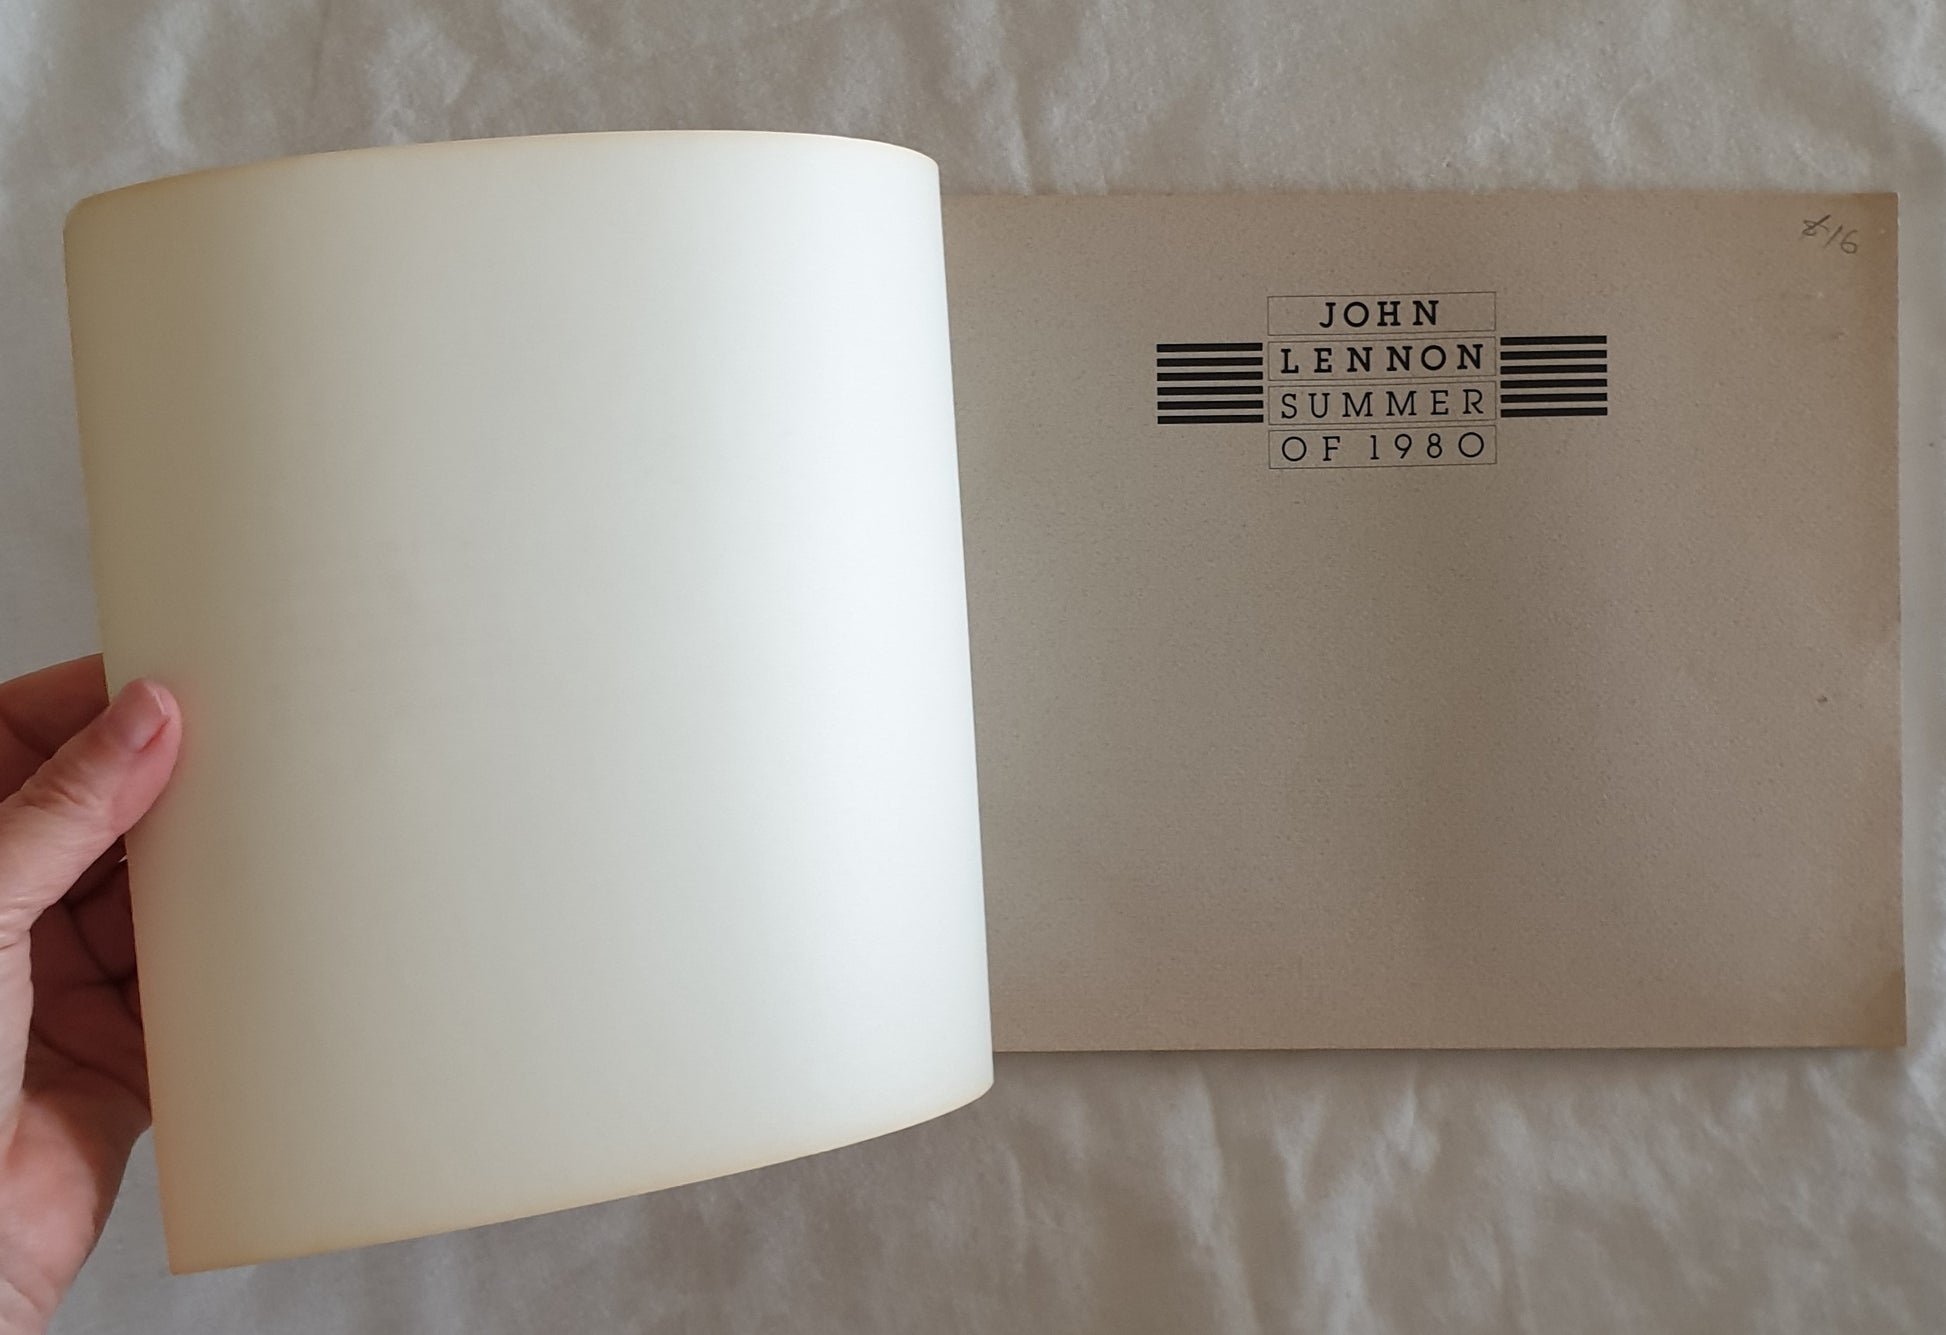 JOHN
LENNON
SUMMER
OF 1980